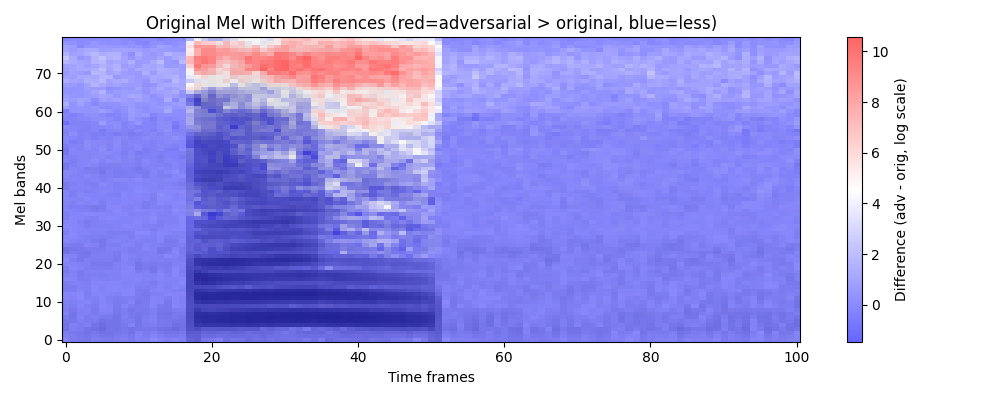 Original Mel with Differences (red=adversarial > original, blue=less)
Mel bands
70
60
50
40
30
20
10
0
0 20 40 60 80 100
Time frames
10
8
6
4
2
0
Difference (adv - orig, log scale)